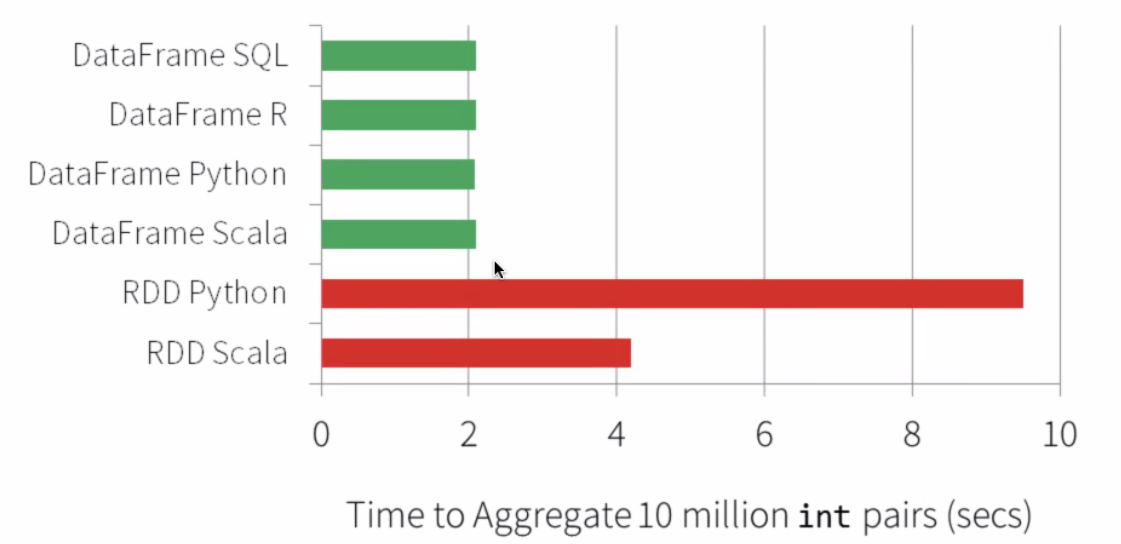 DataFrame SQL
DataFrame R
DataFrame Python
DataFrame Scala
RDD Python
RDD Scala
0 2 4 6 8 10
Time to Aggregate 10 million int pairs (secs)